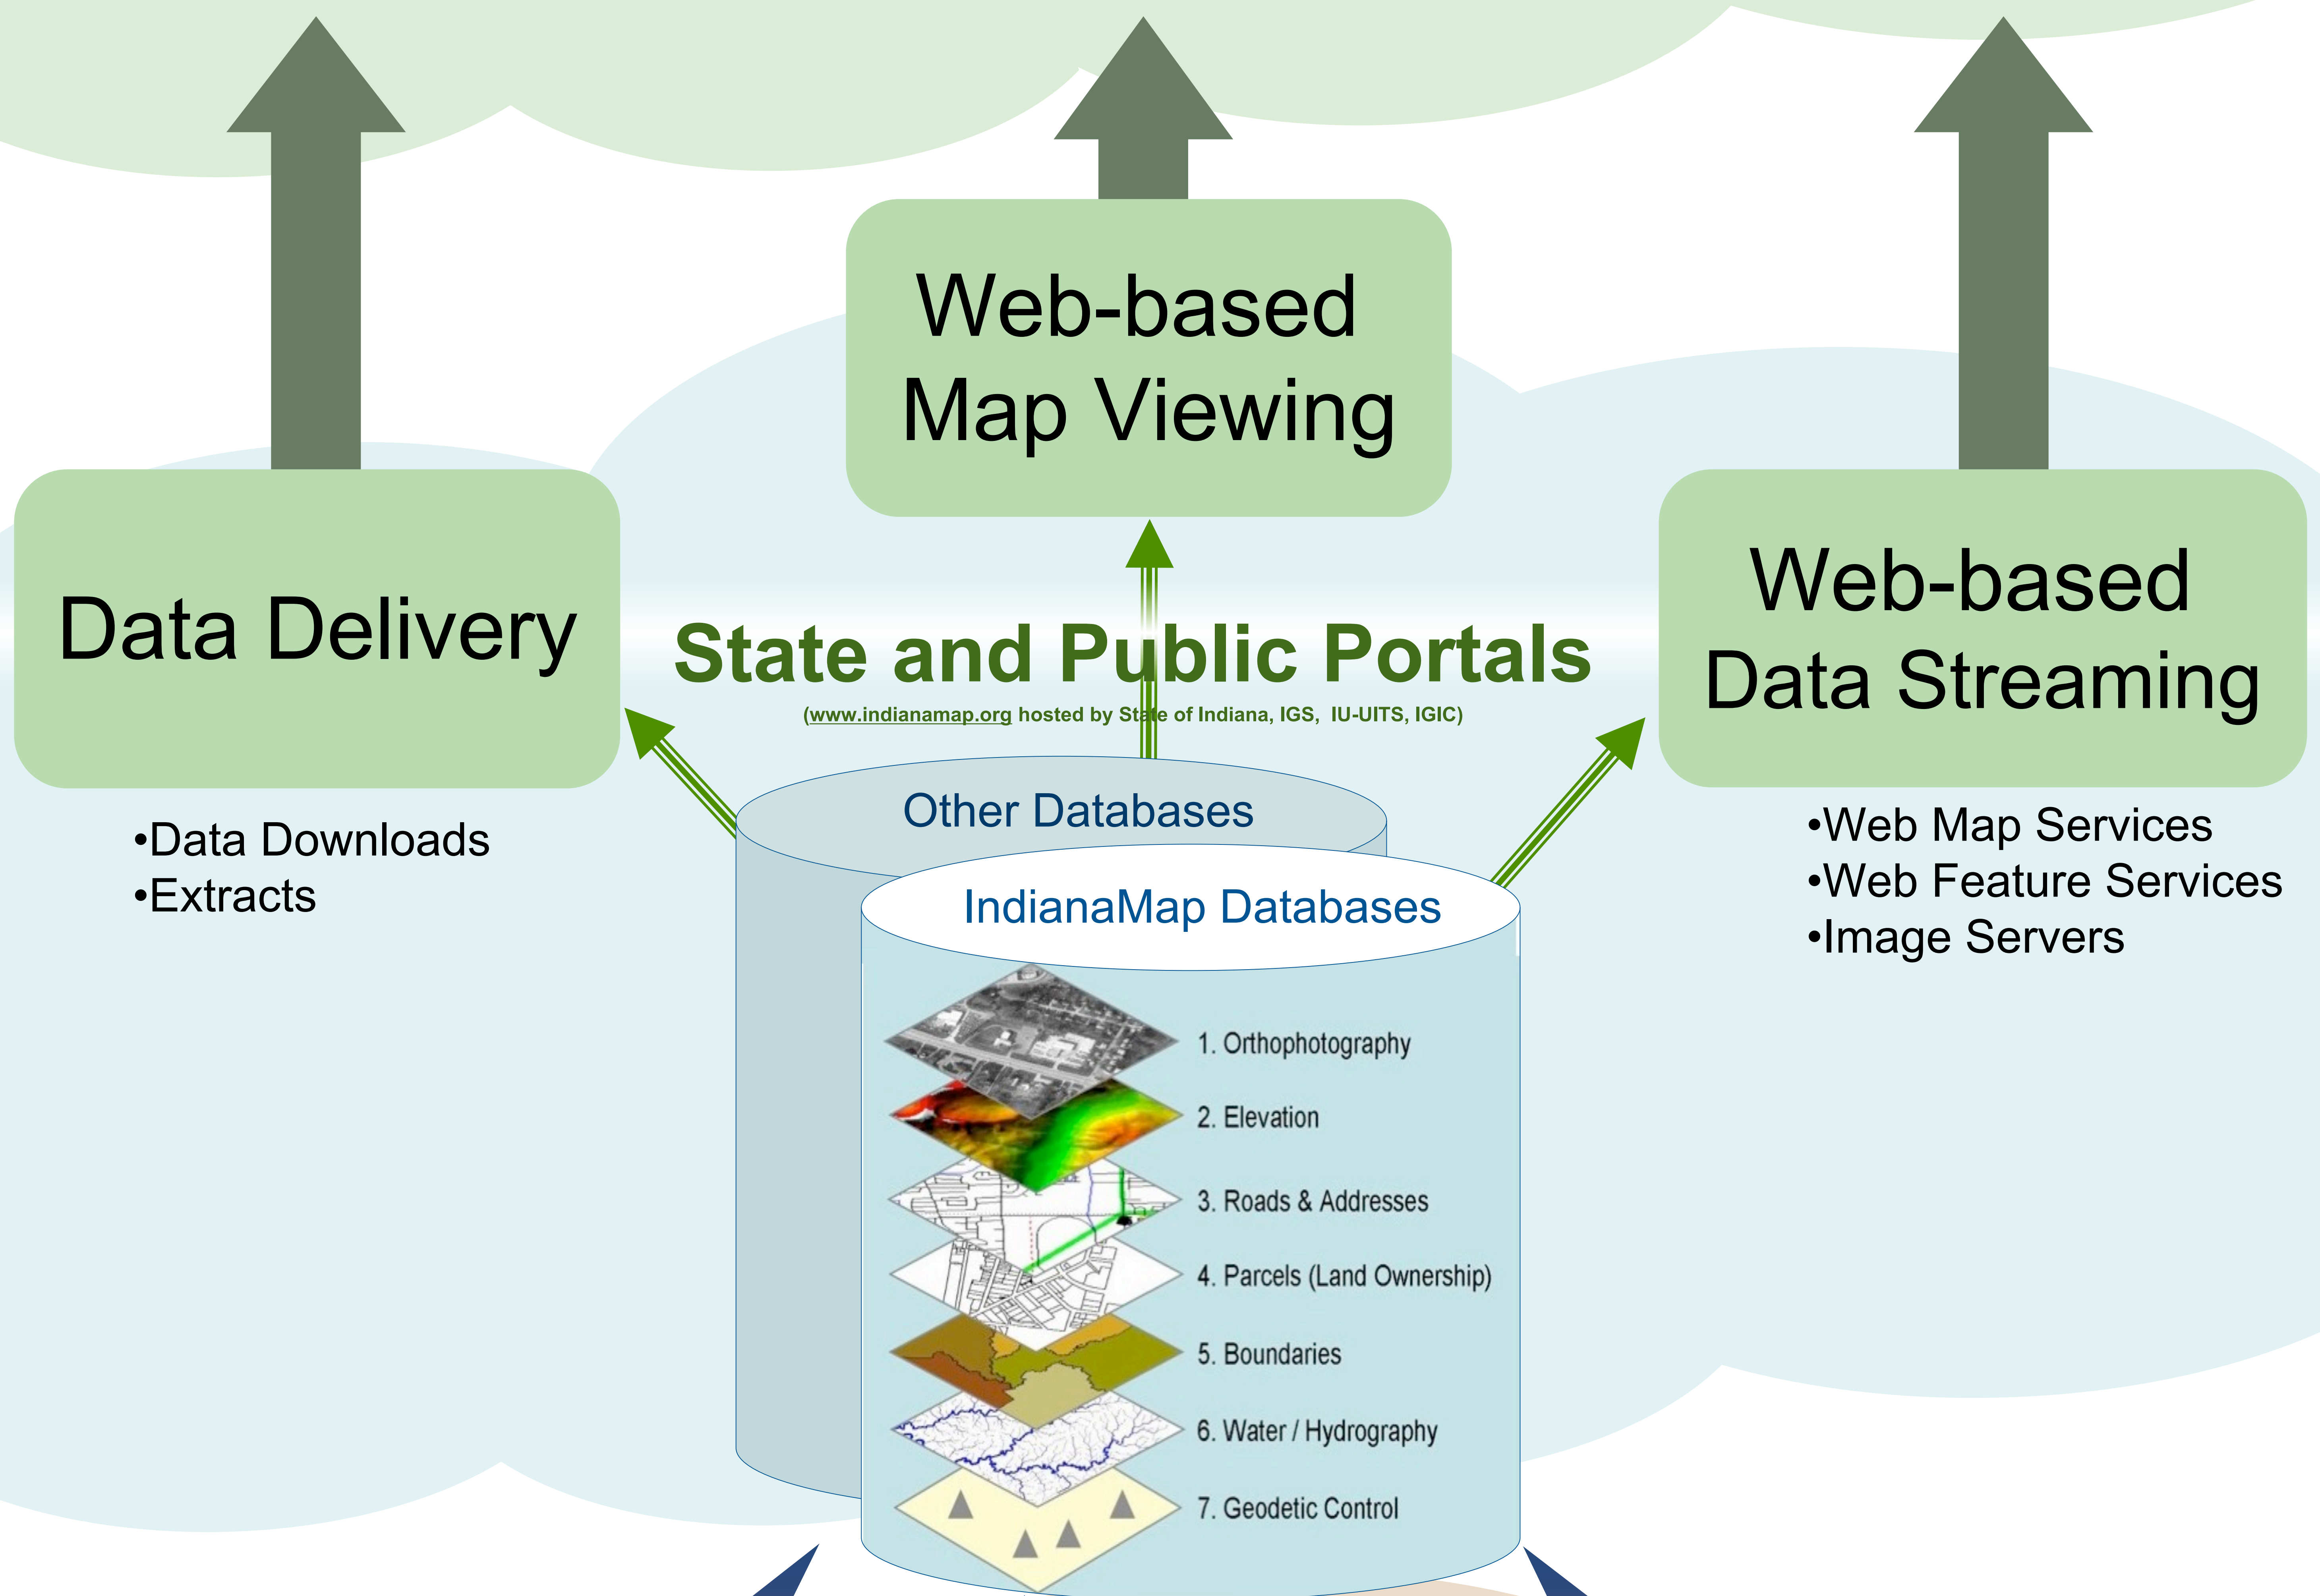 Web-based
Map Viewing
Data Delivery
Web-based
Data Streaming
State and Public Portals
(www.indianamap.org hosted by State of Indiana, IGS, IU-UITS, IGIC)
•Data Downloads
•Extracts
•Web Map Services
•Web Feature Services
•Image Servers
Other Databases
IndianaMap Databases
1. Orthophotography
2. Elevation
3. Roads & Addresses
4. Parcels (Land Ownership)
5. Boundaries
6. Water / Hydrography
7. Geodetic Control